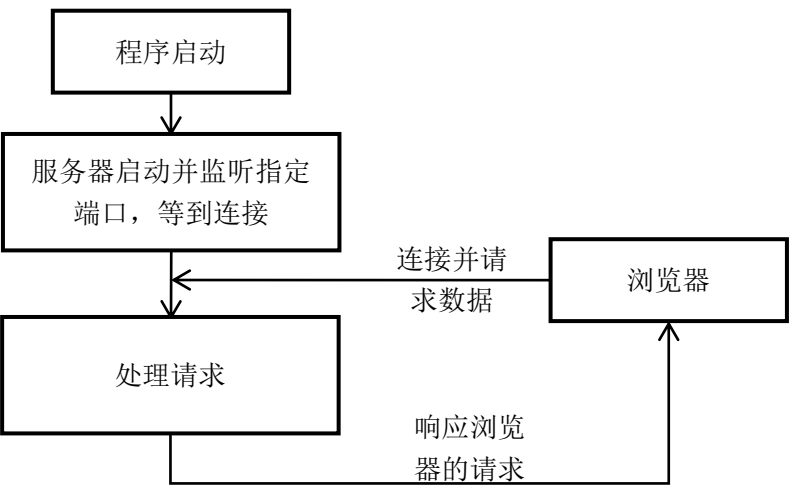 程序启动
服务器启动并监听指定
端口，等到连接
连接并请
求数据
浏览器
处理请求
响应浏览
器的请求